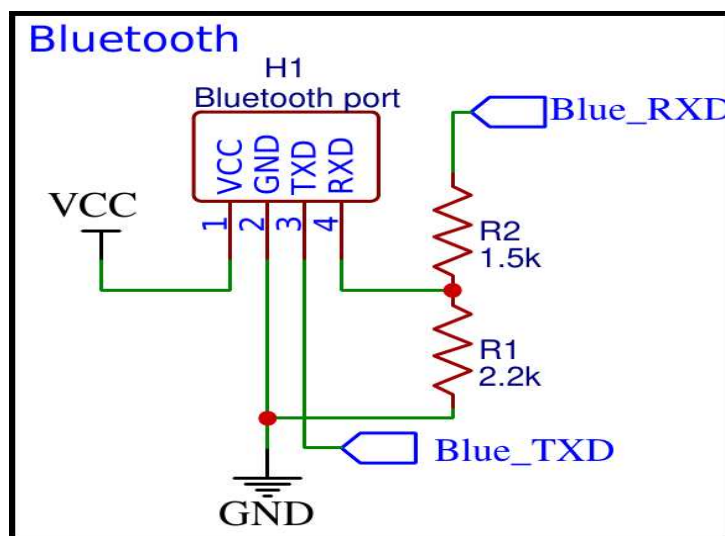 Bluetooth
H1
Bluetooth port
VCC
GND
TXD
RXD
1
2
3
4
VCC
Blue_RXD
R2
1.5k
R1
2.2k
Blue_TXD
GND